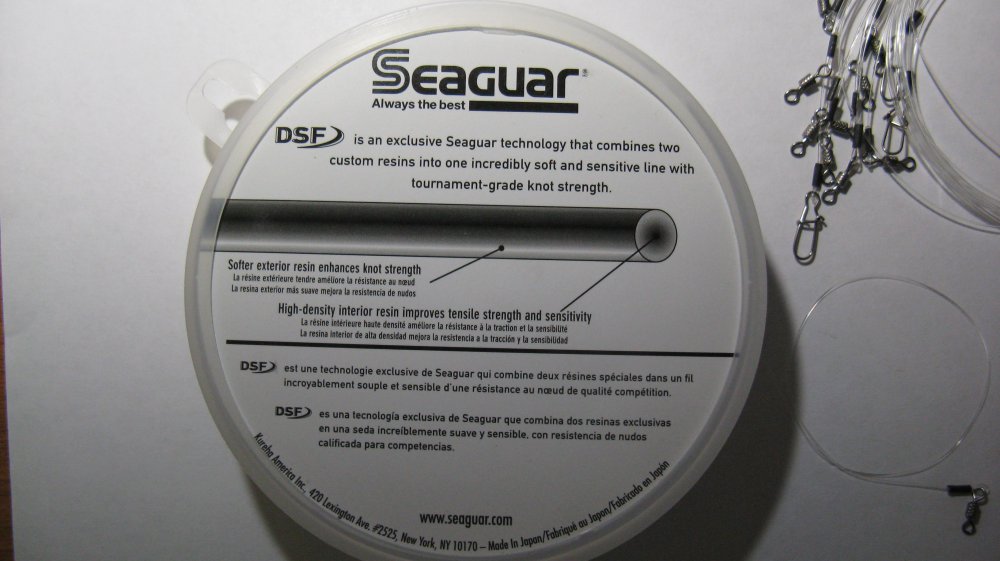 SEAGUAR®
Always the best
DSF is an exclusive Seaguar technology that combines two
custom resins into one incredibly soft and sensitive line with
tournament-grade knot strength.
Softer exterior resin enhances knot strength
La résine extérieure tendre améliore la résistance au nœud
La resina exterior más suave mejora la resistencia de nudos
High-density interior resin improves tensile strength and sensitivity
La résine intérieure haute densité améliore la résistance à la traction et la sensibilité
La resina interior de alta densidad mejora la resistencia a la tracción y la sensibilidad
DSF est une technologie exclusive de Seaguar qui combine deux résines spéciales dans un fil
incroyablement souple et sensible d'une résistance au nœud de qualité compétition.
DSF es una tecnología exclusiva de Seaguar que combina dos resinas exclusivas
en una seda increíblemente suave y sensible, con resistencia de nudos
calificada para competencias.
www.seaguar.com
Kureha America Inc., 420 Lexington Ave. #2525, New York, NY 10170 – Made In Japan/Fabriqué au Japon/Fabricado en Japón